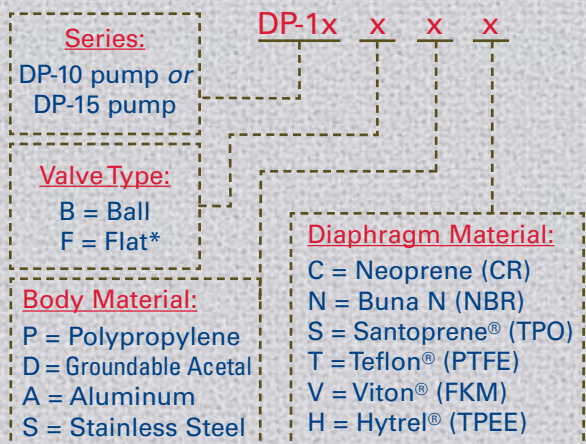 DP-1x x x x
Series:
DP-10 pump or
DP-15 pump
Valve Type:
B = Ball
F = Flat*
Body Material:
P = Polypropylene
D = Groundable Acetal
A = Aluminum
S = Stainless Steel
Diaphragm Material:
C = Neoprene (CR)
N = Buna N (NBR)
S = Santoprene® (TPO)
T = Teflon® (PTFE)
V = Viton® (FKM)
H = Hytrel® (TPEE)